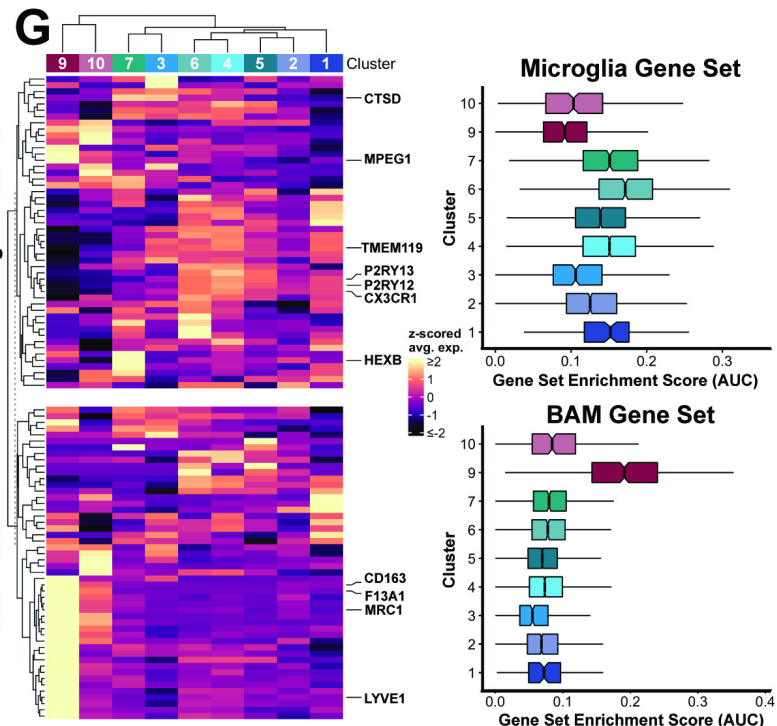 G
9 10 7 3 6 4 5 2 1 Cluster
CTSD
MPEG1
TMEM119
P2RY13
P2RY12
CX3CR1
HEXB
z-scored
avg. exp.
≥2
1
0
-1
≤-2
CD163
F13A1
MRC1
LYVE1
Microglia Gene Set
Cluster
10
9
7
6
5
4
3
2
1
0.0 0.1 0.2 0.3
Gene Set Enrichment Score (AUC)
BAM Gene Set
Cluster
10
9
7
6
5
4
3
2
1
0.0 0.1 0.2 0.3 0.4
Gene Set Enrichment Score (AUC)